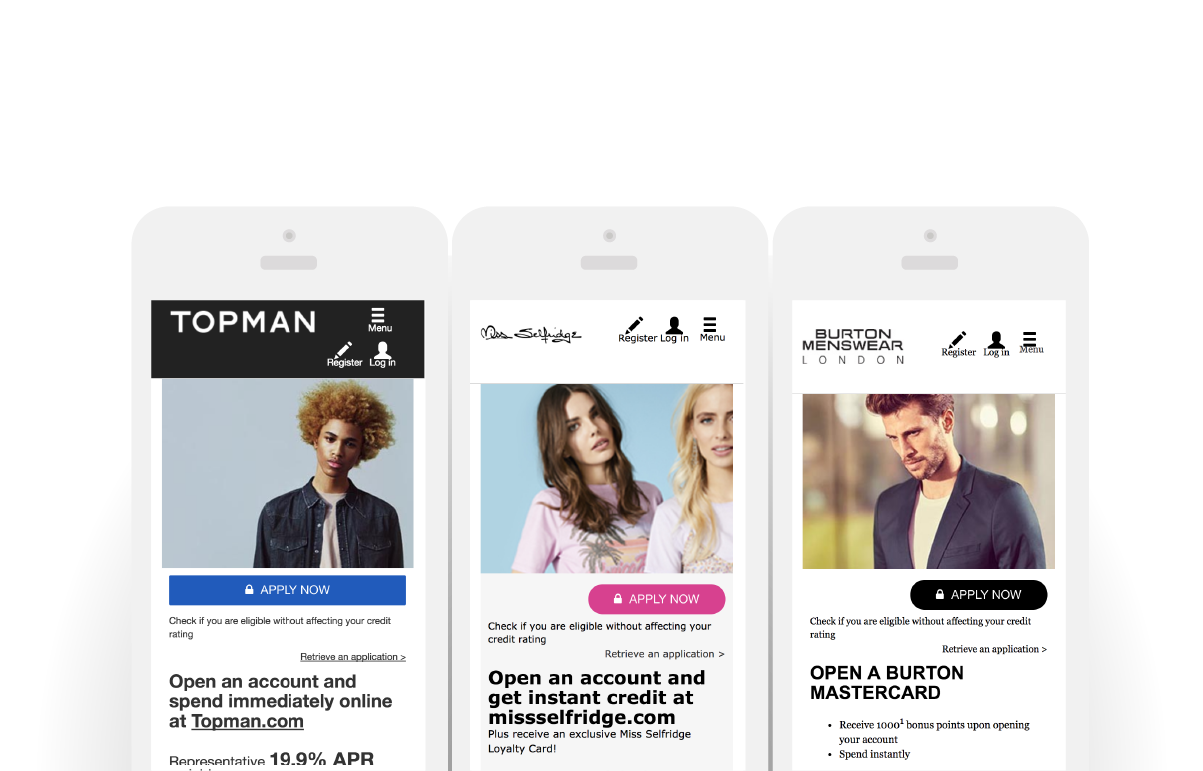 TOPMAN
Menu
Register Log in
APPLY NOW
Check if you are eligible without affecting your credit
rating
Retrieve an application >
Open an account and
spend immediately online
at Topman.com
Representative 19.9% APR
Miss Selfridge
Register Log in Menu
APPLY NOW
Check if you are eligible without affecting your
credit rating
Retrieve an application >
Open an account and
get instant credit at
missselfridge.com
Plus receive an exclusive Miss Selfridge
Loyalty Card!
BURTON
MENSWEAR
LONDON
Register Log in Menu
APPLY NOW
Check if you are eligible without affecting your credit
rating
Retrieve an application >
OPEN A BURTON
MASTERCARD
• Receive 1000¹ bonus points upon opening
your account
• Spend instantly